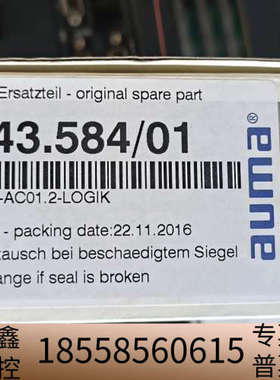 Ersatzteil - original spare part
43.584/01
-AC01.2-LOGIK
- packing date:22.11.2016
tausch bei beschaedigtem Siegel
ange if seal is broken
auma®
鑫
控
18558560615
专
普